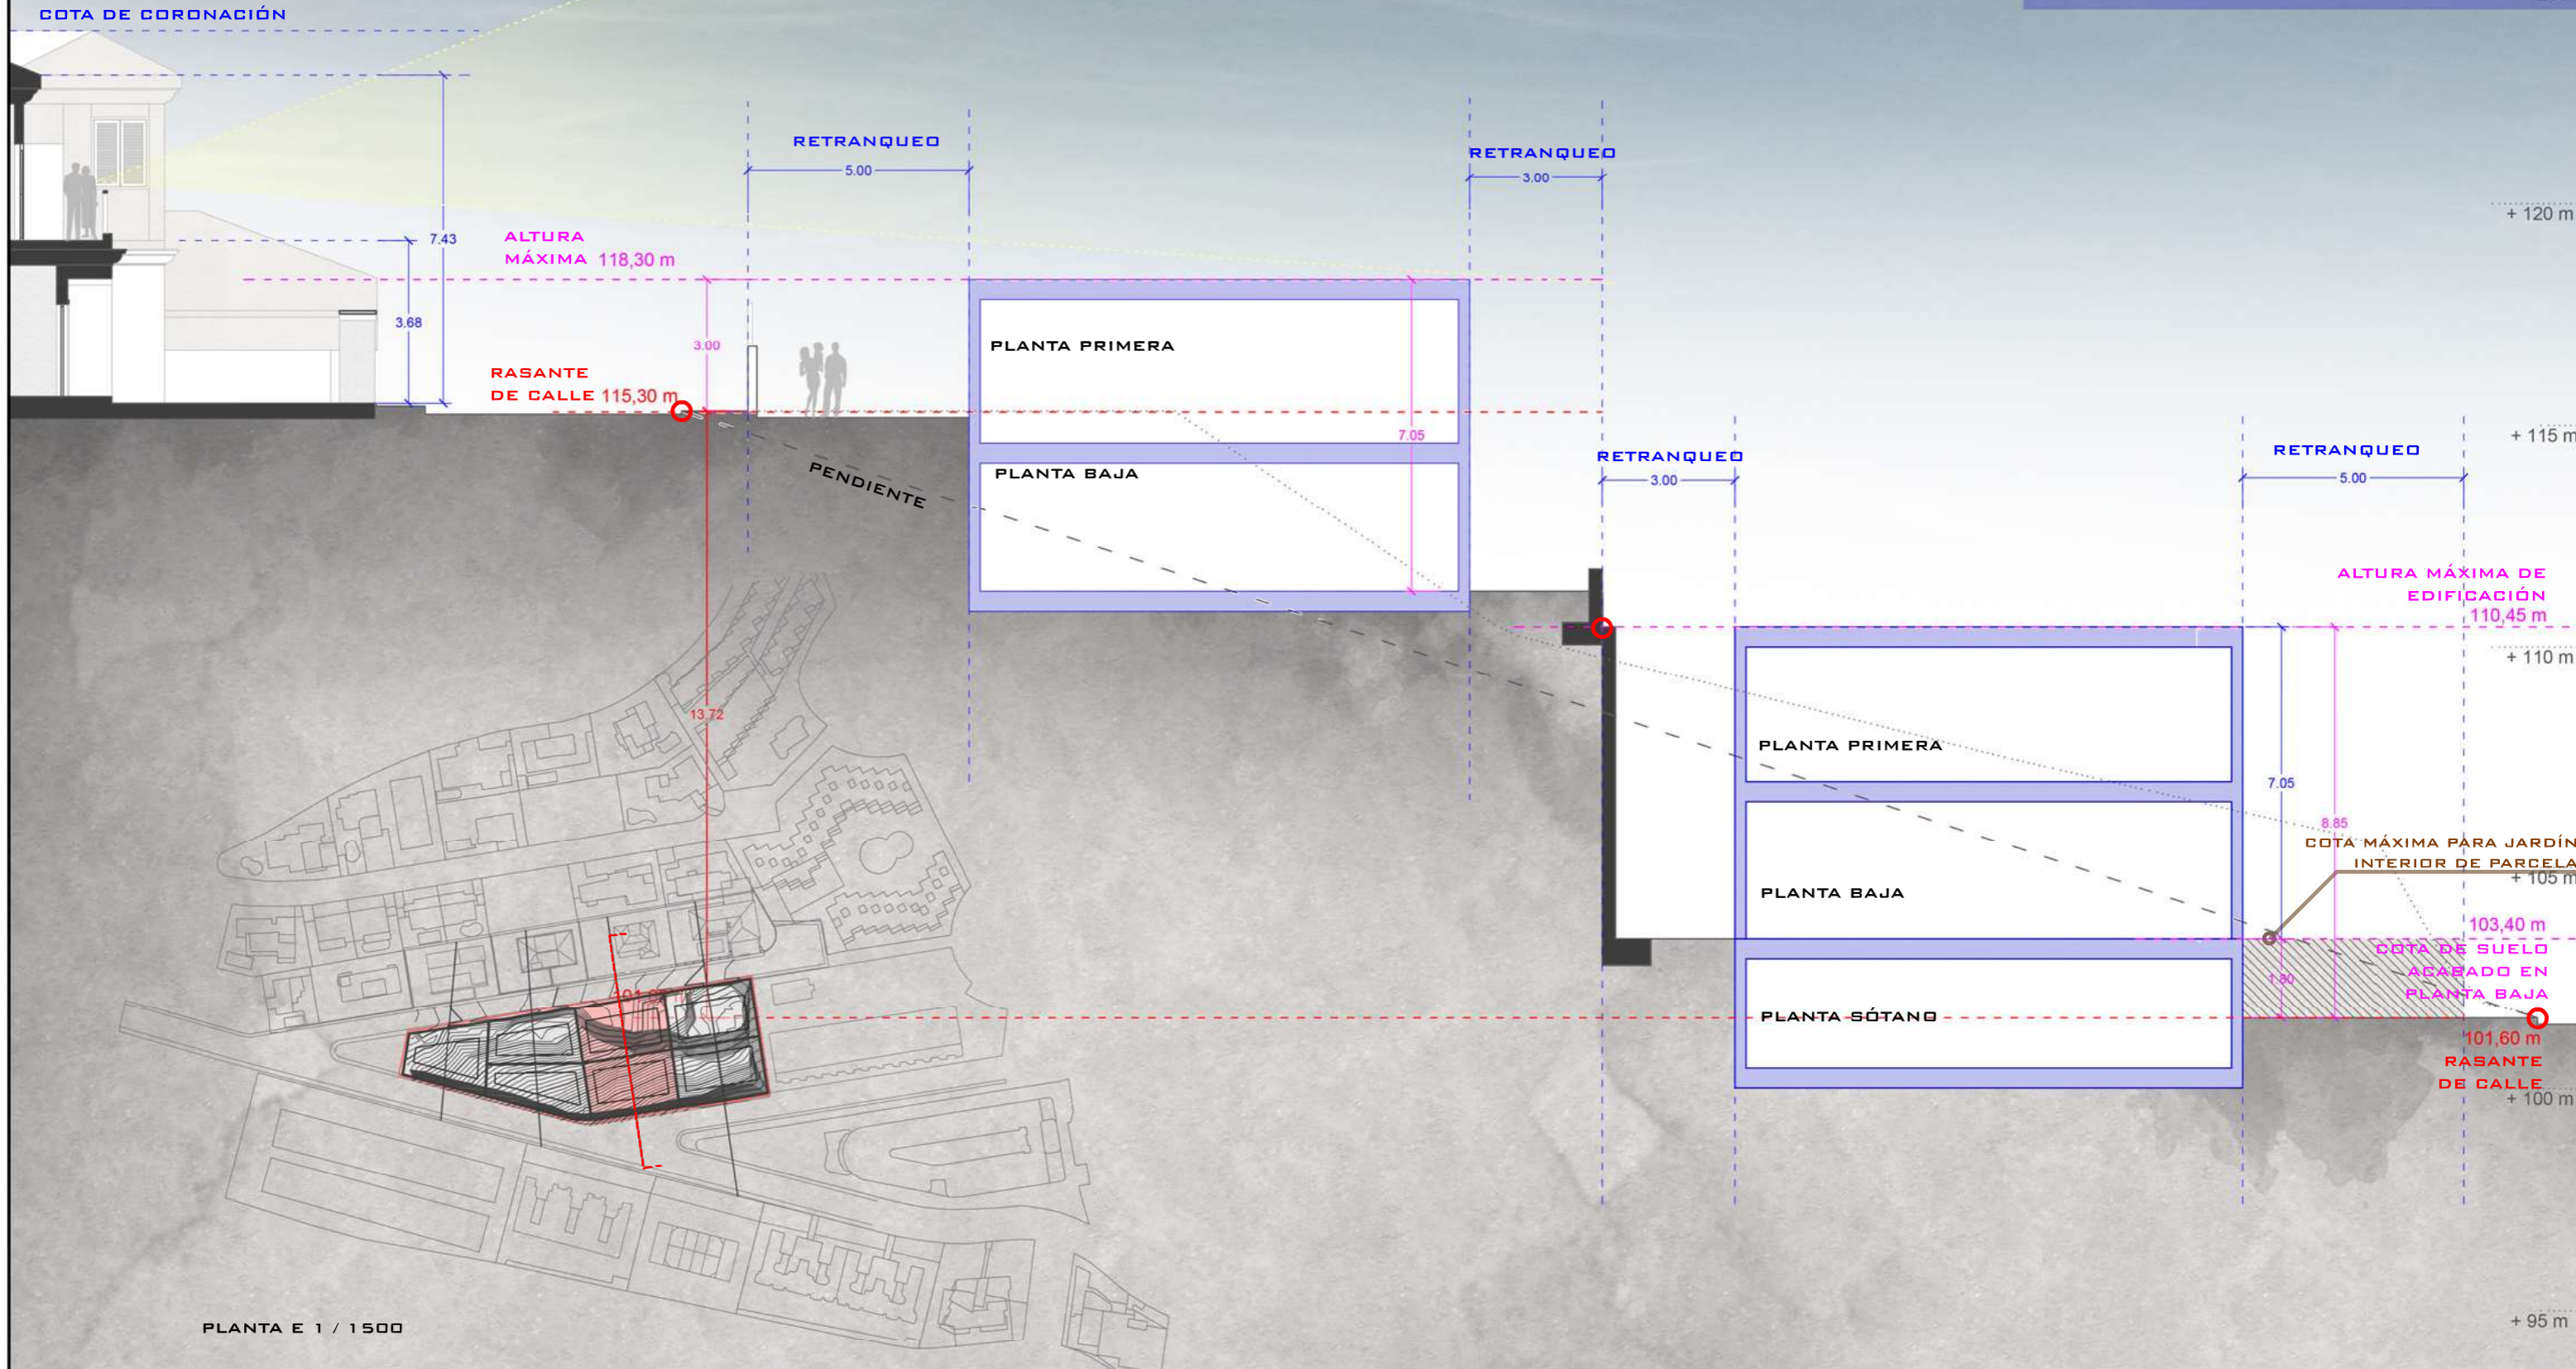 COTA DE CORONACIÓN
RETRANQUEO
5.00
RETRANQUEO
3.00
+ 120 m
7.43
ALTURA
MÁXIMA 118,30 m
3.68
3.00
PLANTA PRIMERA
RASANTE
DE CALLE 115,30 m
7.05
+ 115 m
PENDIENTE
PLANTA BAJA
RETRANQUEO
3.00
RETRANQUEO
5.00
ALTURA MÁXIMA DE
EDIFICACIÓN
110,45 m
+ 110 m
13.72
PLANTA PRIMERA
7.05
8.85
COTA MÁXIMA PARA JARDÍN
INTERIOR DE PARCELA
+ 105 m
PLANTA BAJA
103,40 m
COTA DE SUELO
ACABADO EN
PLANTA BAJA
1.80
PLANTA SÓTANO
101,60 m
RASANTE
DE CALLE
+ 100 m
PLANTA E 1 / 1500
+ 95 m